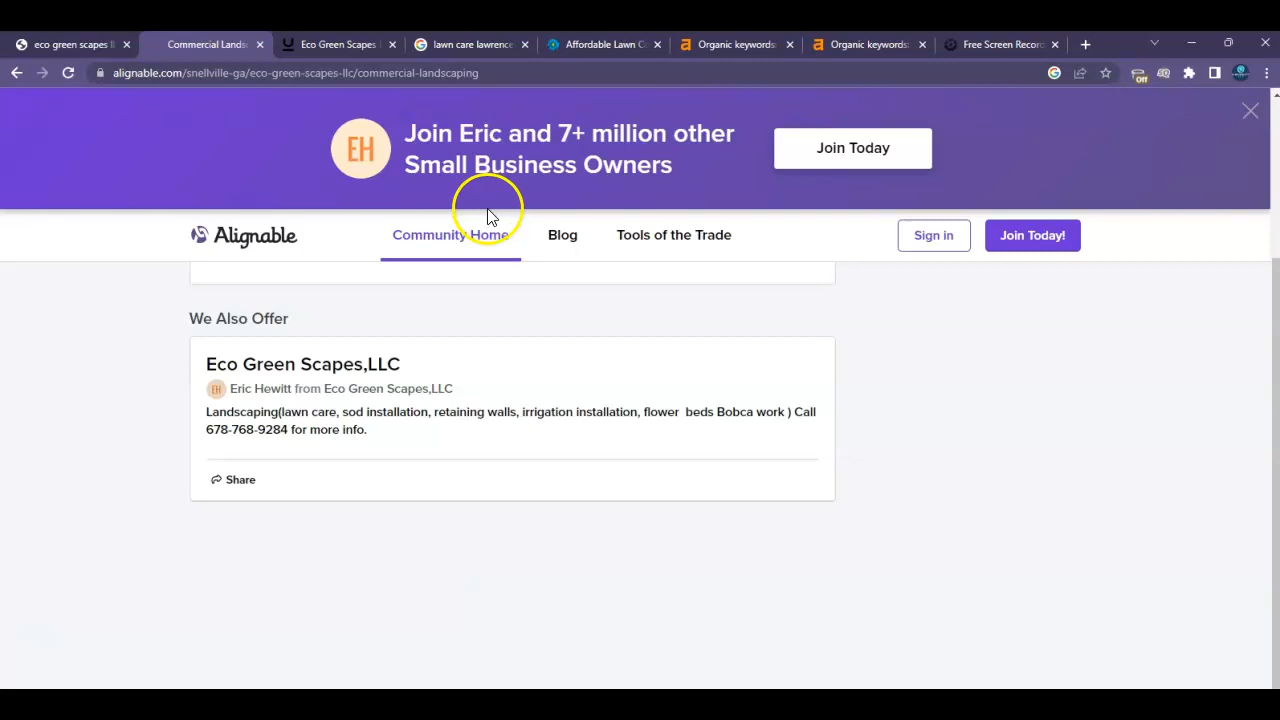 eco green scapes ll
Commercial Lands
Eco Green Scapes
lawn care lawrence
Affordable Lawn C
Organic keywords
Organic keywords
Free Screen Record
alignable.com/snellville-ga/eco-green-scapes-llc/commercial-landscaping
Off
EH
Join Eric and 7+ million other
Small Business Owners
Join Today
Alignable
Community Home
Blog
Tools of the Trade
Sign in
Join Today!
We Also Offer
Eco Green Scapes,LLC
EH
Eric Hewitt from Eco Green Scapes,LLC
Landscaping(lawn care, sod installation, retaining walls, irrigation installation, flower beds Bobca work ) Call
678-768-9284 for more info.
Share